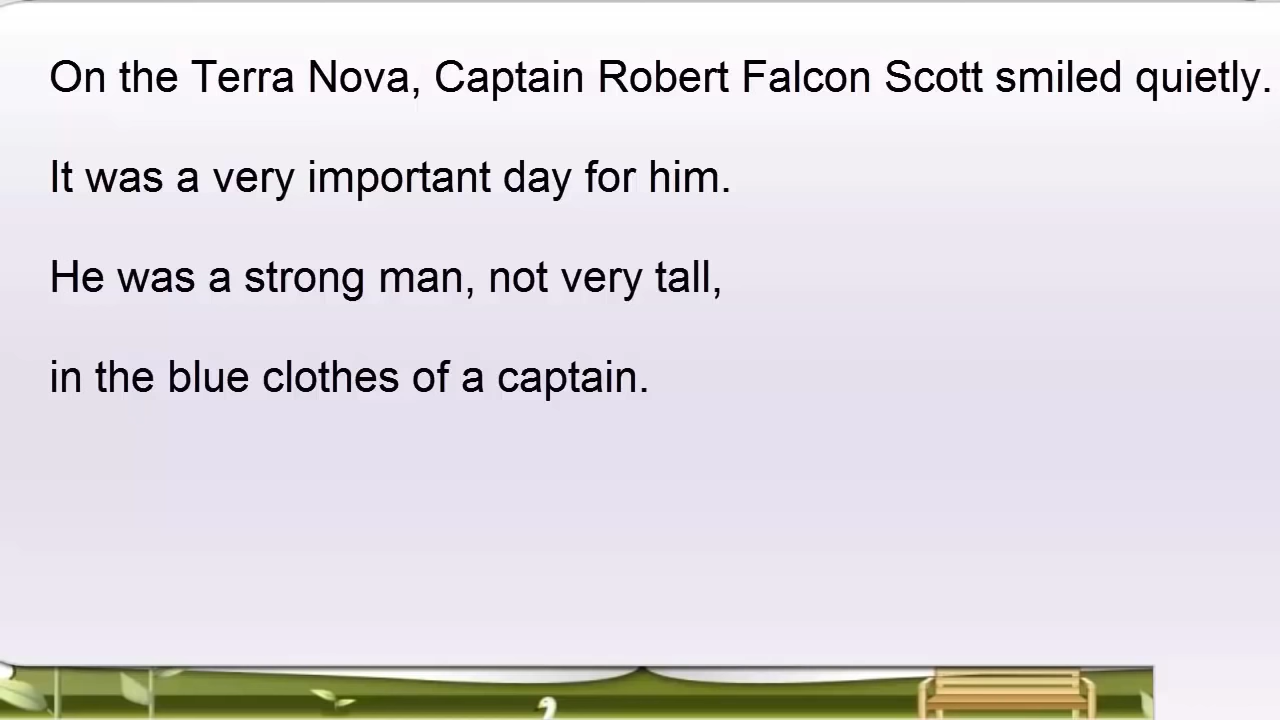 On the Terra Nova, Captain Robert Falcon Scott smiled quietly.
It was a very important day for him.
He was a strong man, not very tall,
in the blue clothes of a captain.